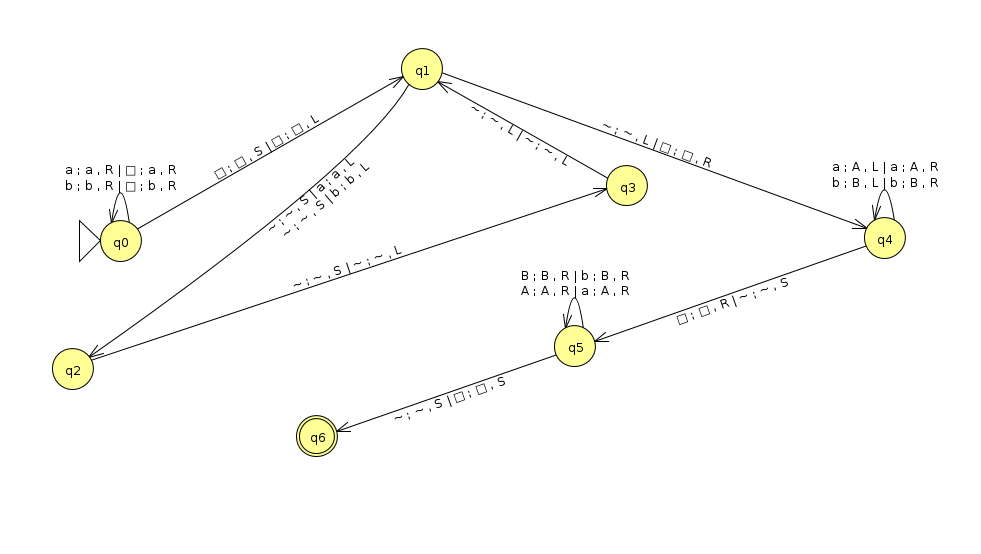 q1
□ ; □ , S | □ ; □ , L
~ ; ~ , L | ~ ; ~ , L
~ ; ~ , L | □ ; □ , R
a ; a , R | □ ; a , R
b ; b , R | □ ; b , R
~ ; ~ , S | a ; a , L
~ ; ~ , S | b ; b , L
a ; A , L | a ; A , R
b ; B , L | b ; B , R
q3
q0
q4
~ ; ~ , S | ~ ; ~ , L
B ; B , R | b ; B , R
A ; A , R | a ; A , R
□ ; □ , R | ~ ; ~ , S
q5
q2
~ ; ~ , S | □ ; □ , S
q6